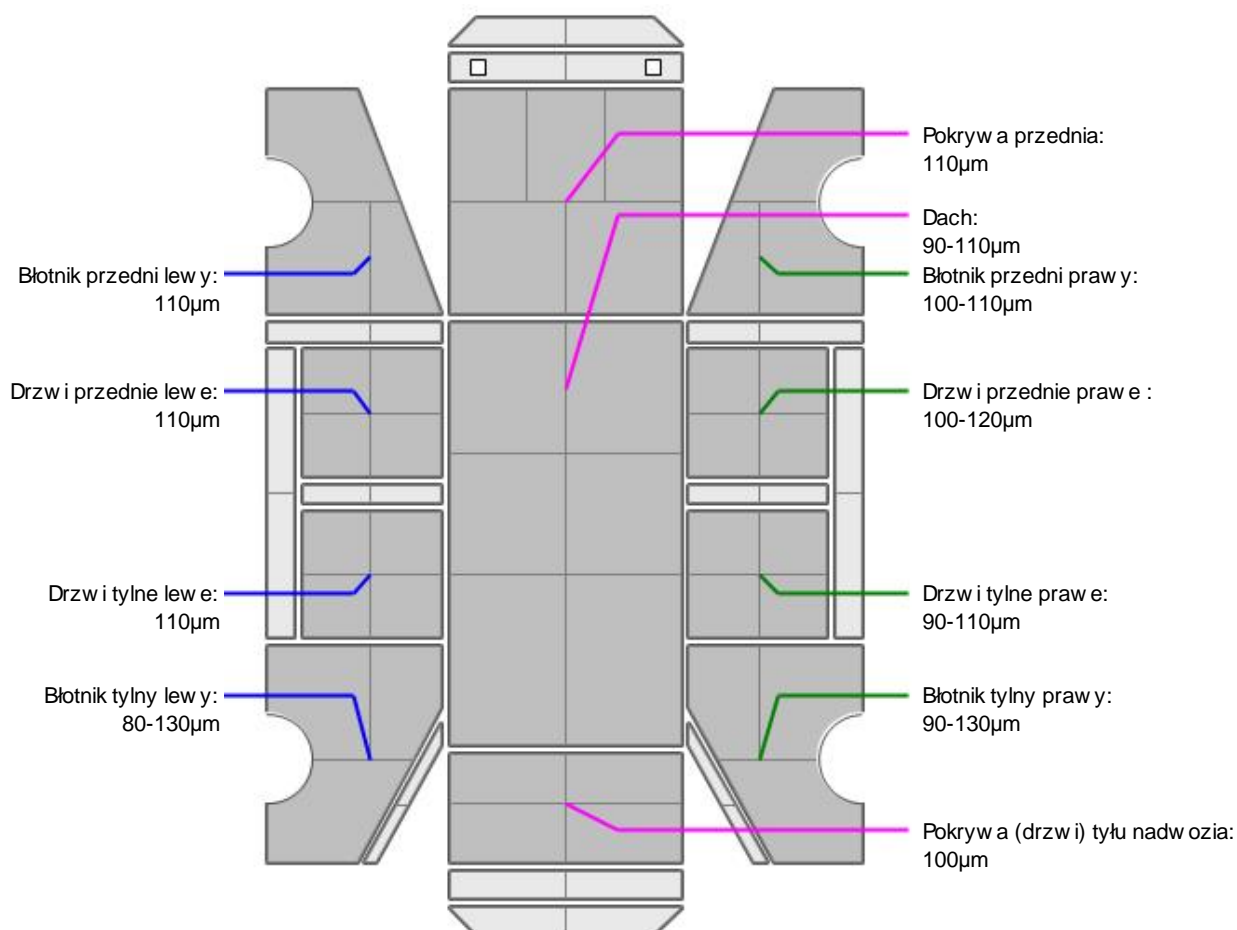 Pokrywa przednia:
110µm
Dach:
90-110µm
Błotnik przedni lewy:
110µm
Błotnik przedni prawy:
100-110µm
Drzwi przednie lewe:
110µm
Drzwi przednie prawe :
100-120µm
Drzwi tylne lewe:
110µm
Drzwi tylne prawe:
90-110µm
Błotnik tylny lewy:
80-130µm
Błotnik tylny prawy:
90-130µm
Pokrywa (drzwi) tyłu nadwozia:
100µm